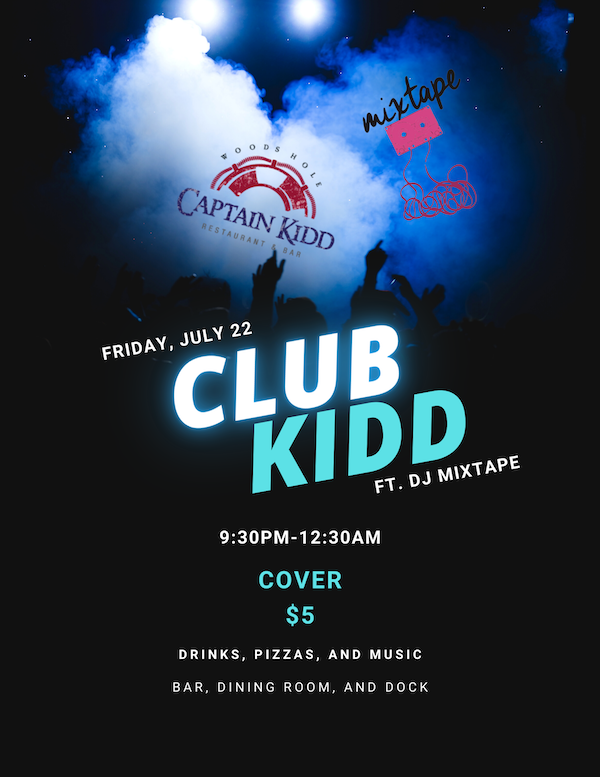 mixtape
WOODS HOLE
CAPTAIN KIDD
RESTAURANT & BAR
FRIDAY, JULY 22
CLUB
KIDD
FT. DJ MIXTAPE
9:30PM-12:30AM
COVER
$5
DRINKS, PIZZAS, AND MUSIC
BAR, DINING ROOM, AND DOCK